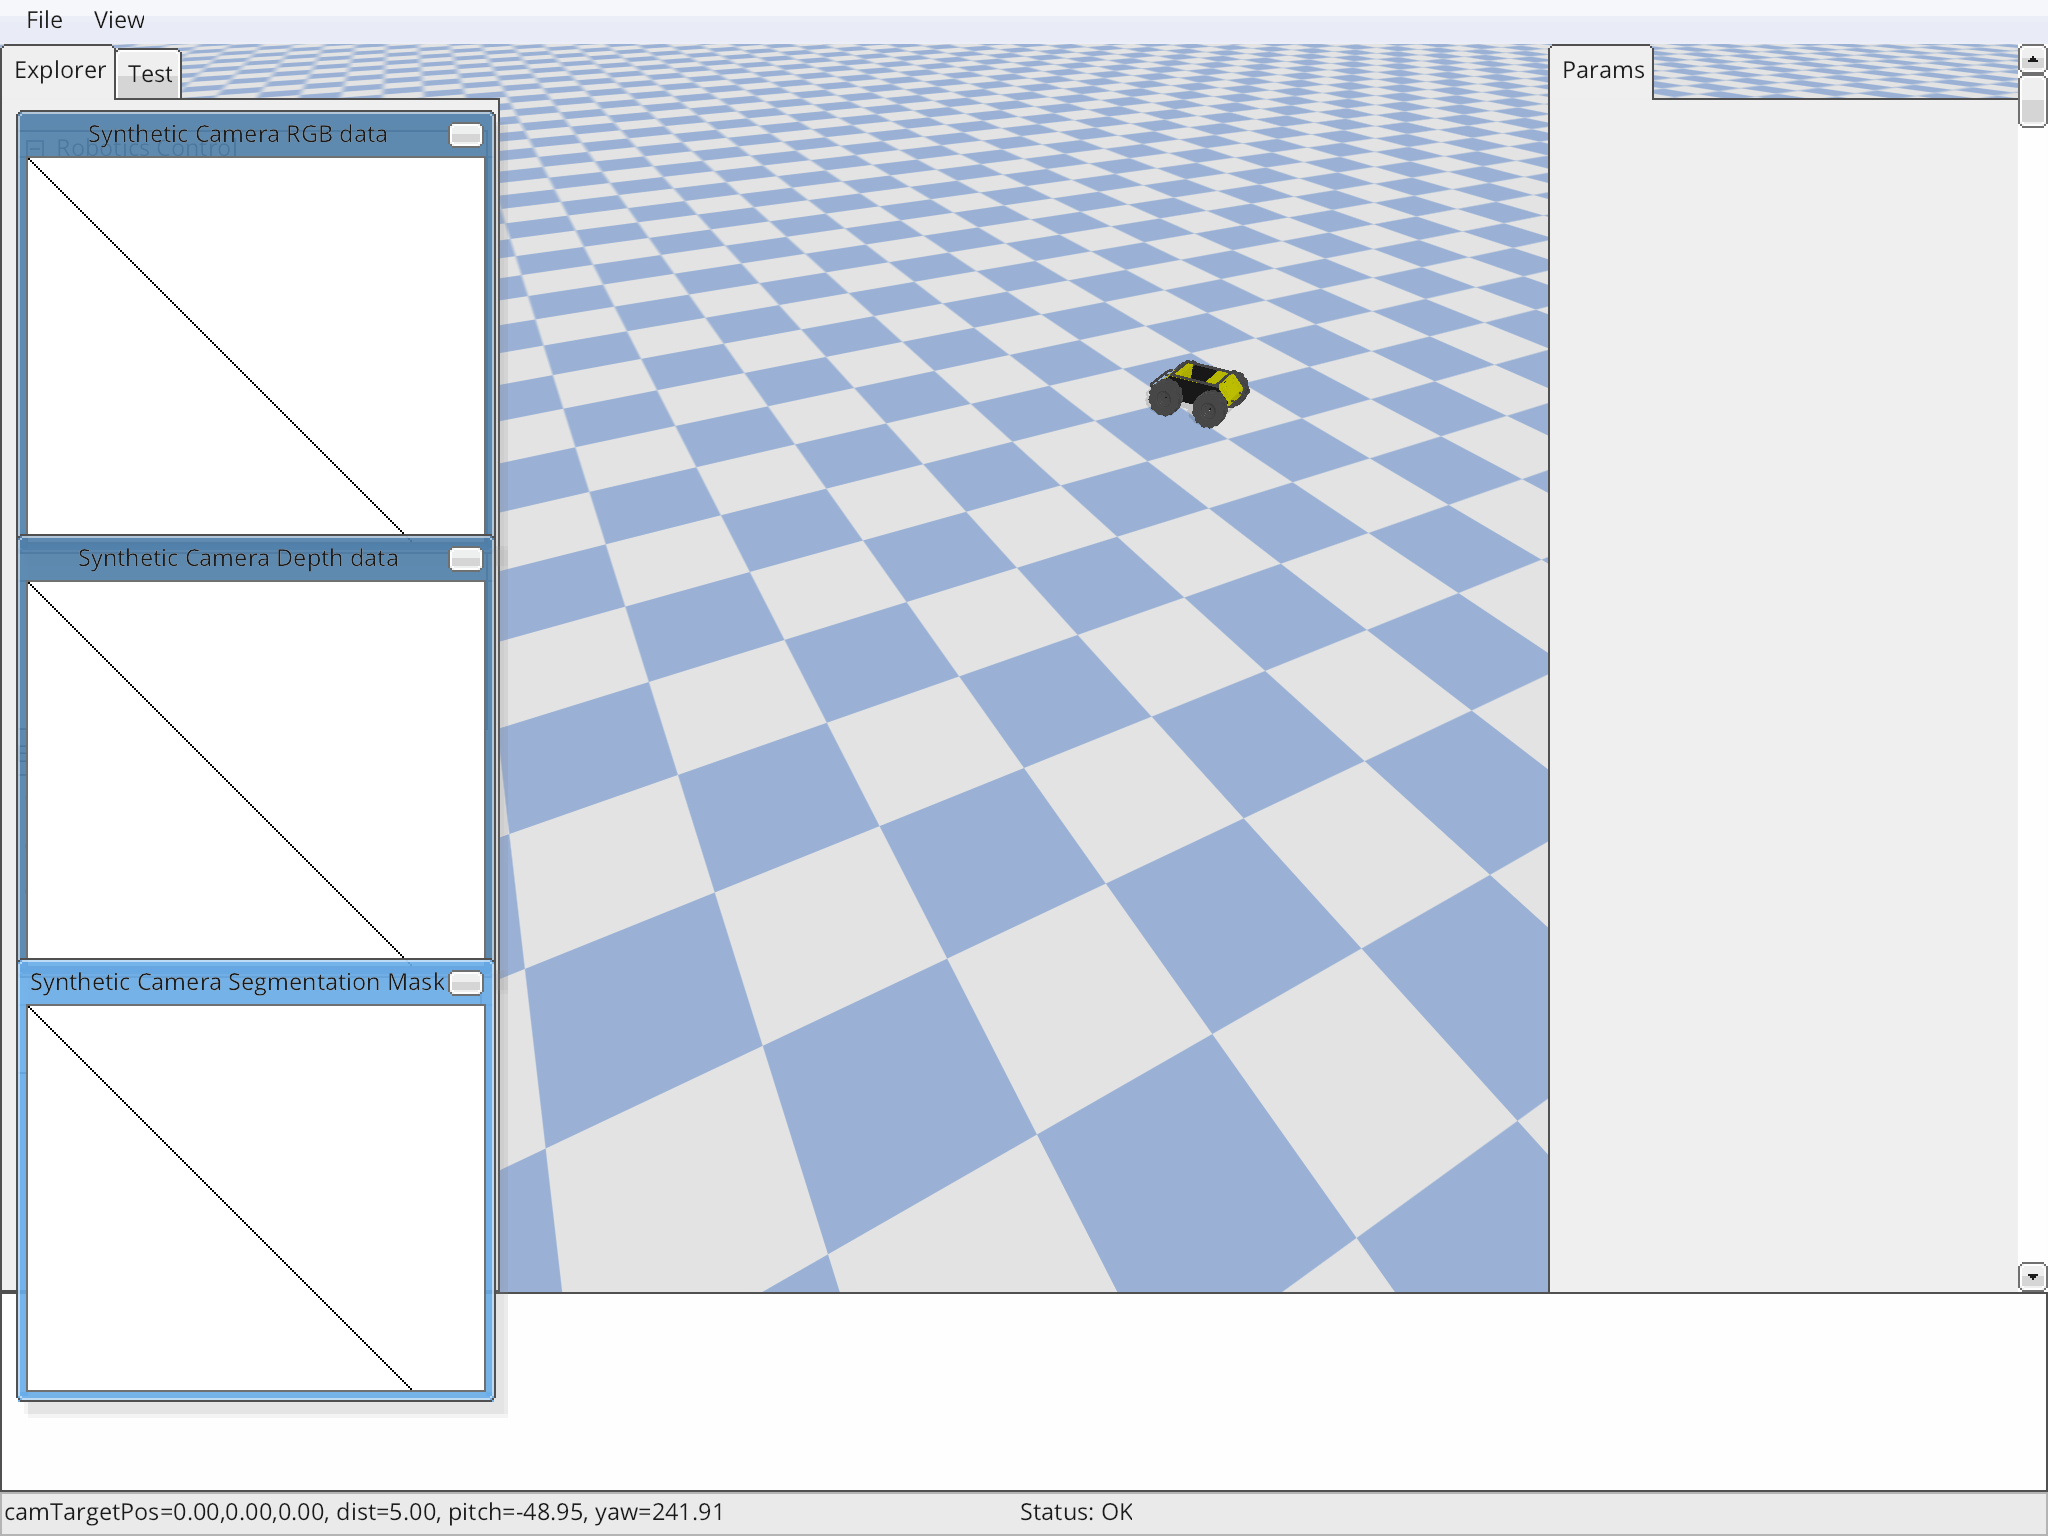 File View
Explorer Test
Params
Synthetic Camera RGB data
Robotics Control
Synthetic Camera Depth data
Synthetic Camera Segmentation Mask
camTargetPos=0.00,0.00,0.00, dist=5.00, pitch=-48.95, yaw=241.91
Status: OK